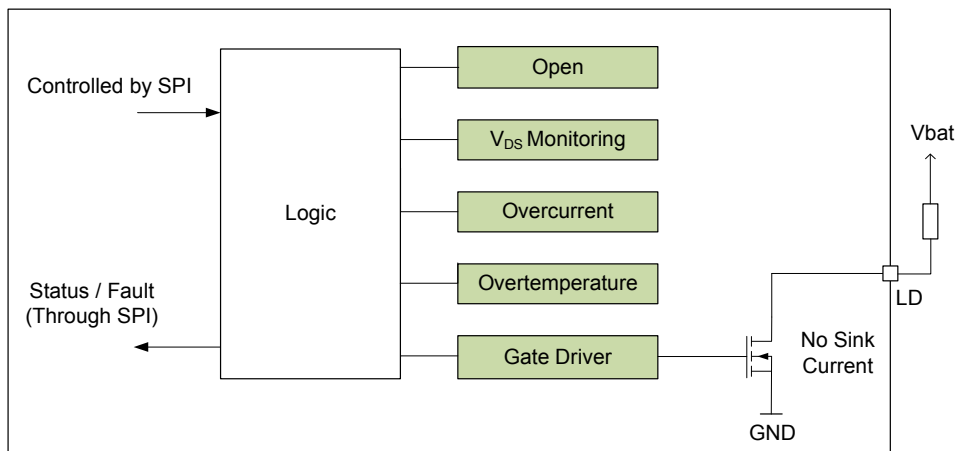 Controlled by SPI
Status / Fault
(Through SPI)
Logic
Open
VDS Monitoring
Overcurrent
Overtemperature
Gate Driver
No Sink
Current
GND
LD
Vbat